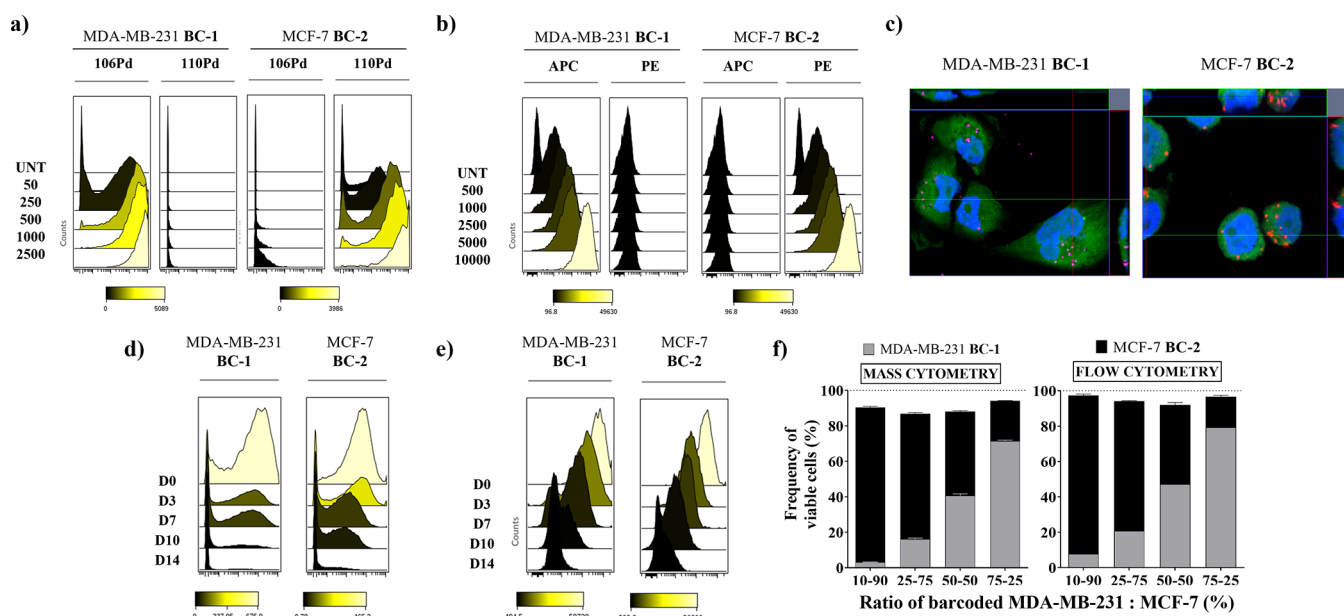 a)
MDA-MB-231 BC-1
MCF-7 BC-2
106Pd
110Pd
106Pd
110Pd
UNT
50
250
500
1000
2500
Counts
0
5089
0
3986
b)
MDA-MB-231 BC-1
MCF-7 BC-2
APC
PE
APC
PE
UNT
500
1000
2500
5000
10000
96.8
49630
96.8
49630
c)
MDA-MB-231 BC-1
MCF-7 BC-2
d)
MDA-MB-231
BC-1
MCF-7
BC-2
D0
D3
D7
D10
D14
e)
MDA-MB-231
BC-1
MCF-7
BC-2
D0
D3
D7
D10
D14
Counts
f)
MDA-MB-231 BC-1
MCF-7 BC-2
MASS CYTOMETRY
FLOW CYTOMETRY
Frequency of
viable cells (%)
100
80
60
40
20
0
10-90
25-75
50-50
75-25
100
80
60
40
20
0
10-90
25-75
50-50
75-25
Ratio of barcoded MDA-MB-231 : MCF-7 (%)